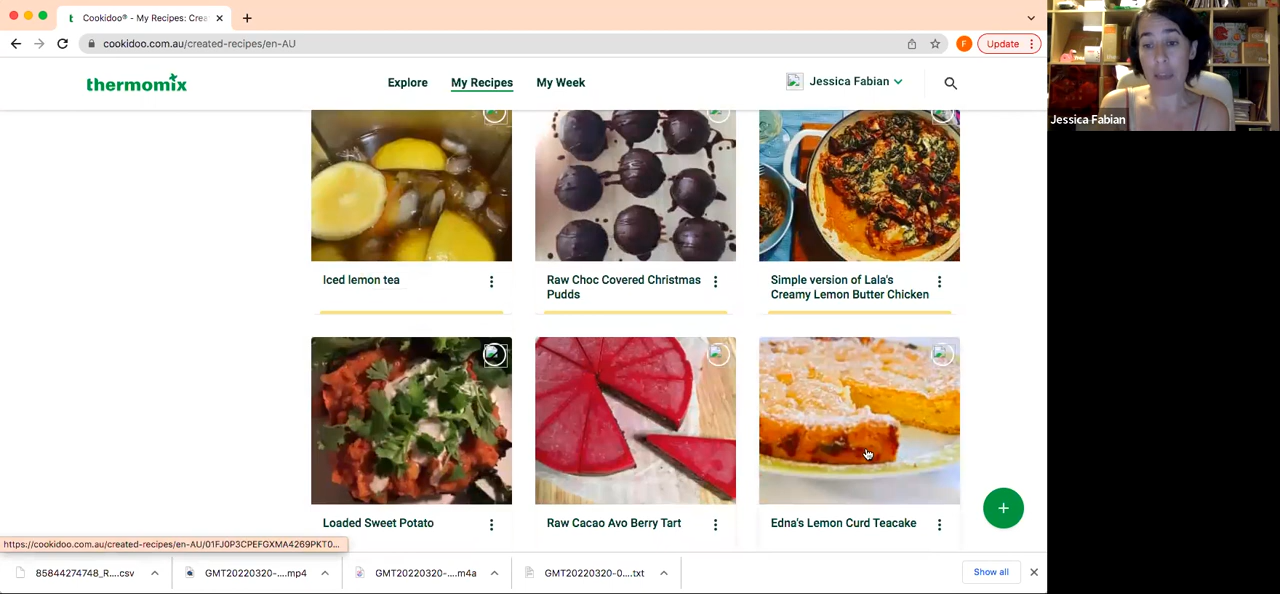 Cookidoo® - My Recipes: Crea
cookidoo.com.au/created-recipes/en-AU
F
Update
thermomix
Explore
My Recipes
My Week
Jessica Fabian
Jessica Fabian
Iced lemon tea
Raw Choc Covered Christmas
Pudds
Simple version of Lala's
Creamy Lemon Butter Chicken
Loaded Sweet Potato
Raw Cacao Avo Berry Tart
Edna's Lemon Curd Teacake
https://cookidoo.com.au/created-recipes/en-AU/01FJ0P3CPEFGXMA4269PKT0...
85844274748_R....csv
GMT20220320-....mp4
GMT20220320-....m4a
GMT20220320-0....txt
Show all